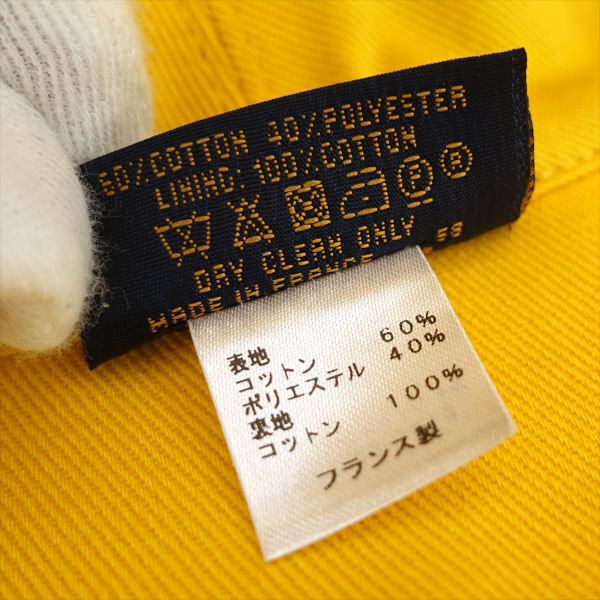 60%COTTON 40%POLYESTER
LINING: 100%COTTON
P R
DRY CLEAN ONLY
MADE IN FRANCE 58
表地
コットン 60%
ポリエステル 40%
裏地
コットン 100%
フランス製